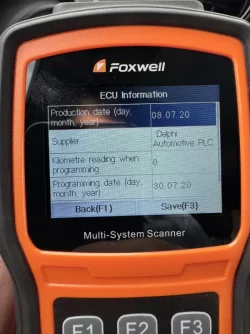 FOXWELL
ECU Information
Production date (day, month, year) 08.07.20
Supplier Delphi Automotive PLC
Kilometre reading when programming 0
Programming date (day, month, year) 30.07.20
Back(F1) Save(F3)
Multi-System Scanner
F1 F2 F3